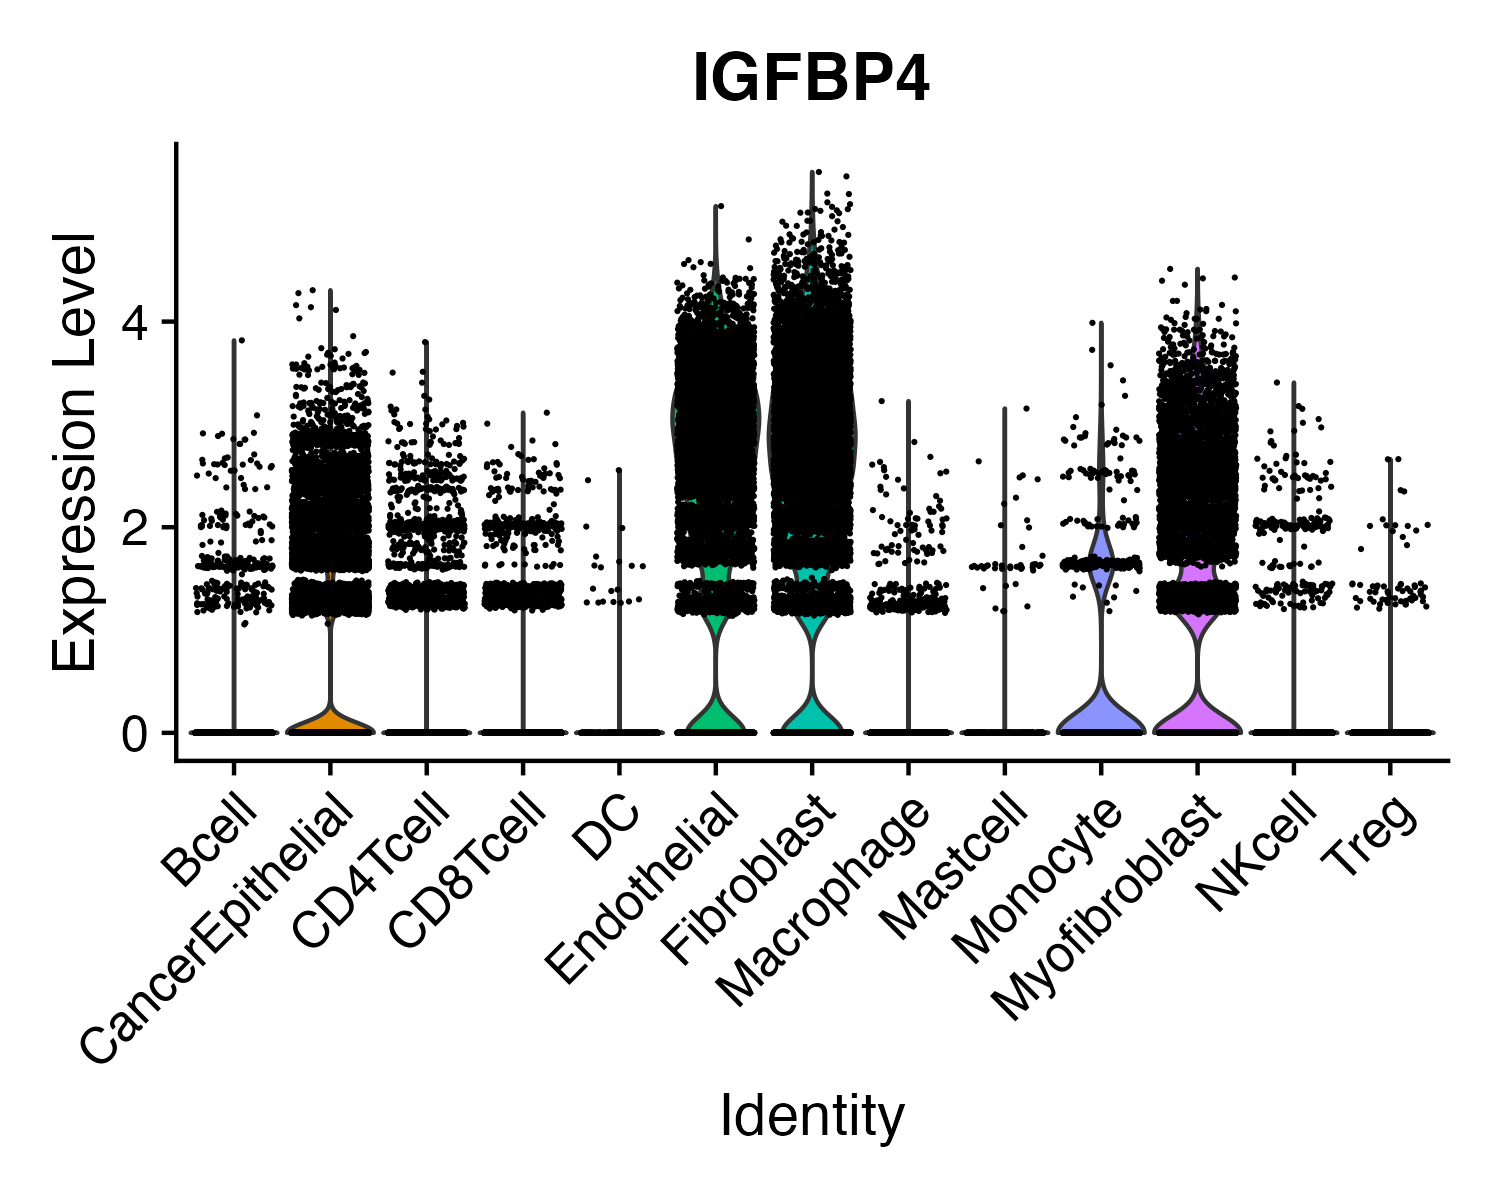 IGFBP4
Expression Level
4
2
0
Bcell
CancerEpithelial
CD4Tcell
CD8Tcell
DC
Endothelial
Fibroblast
Macrophage
Mastcell
Monocyte
Myofibroblast
NKcell
Treg
Identity